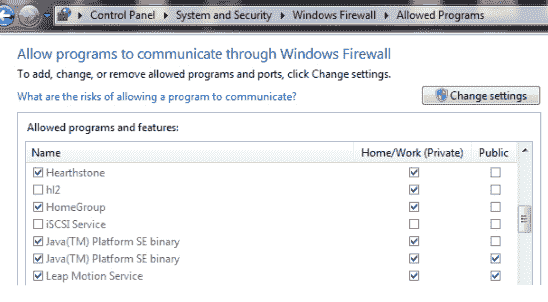 Control Panel System and Security Windows Firewall Allowed Programs
Allow programs to communicate through Windows Firewall
To add, change, or remove allowed programs and ports, click Change settings.
What are the risks of allowing a program to communicate? Change settings
Allowed programs and features:
Name Home/Work (Private) Public
Hearthstone
hl2
HomeGroup
iSCSI Service
Java(TM) Platform SE binary
Java(TM) Platform SE binary
Leap Motion Service